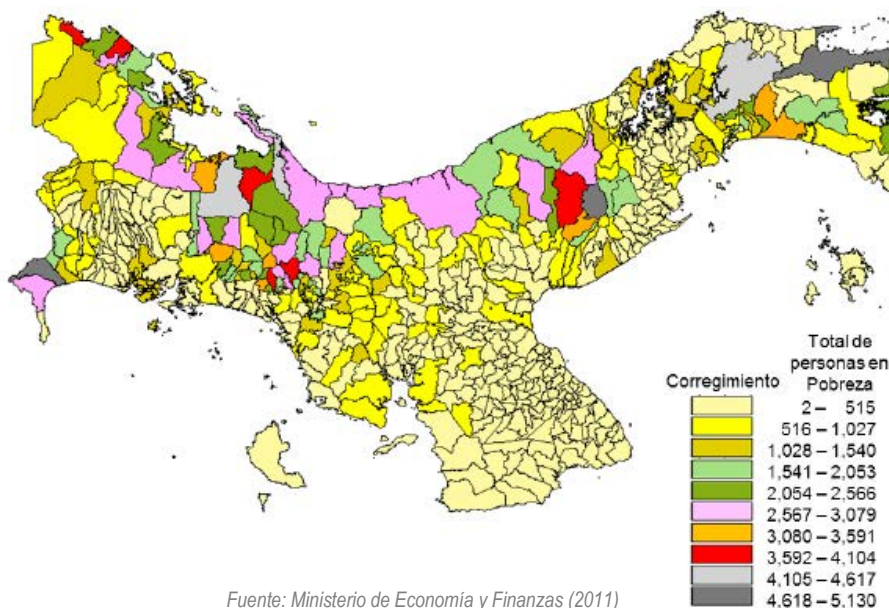 Corregimiento
Total de
personas en
Pobreza
2 – 515
516 – 1,027
1,028 – 1,540
1,541 – 2,053
2,054 – 2,566
2,567 – 3,079
3,080 – 3,591
3,592 – 4,104
4,105 – 4,617
4,618 – 5,130
Fuente: Ministerio de Economía y Finanzas (2011)